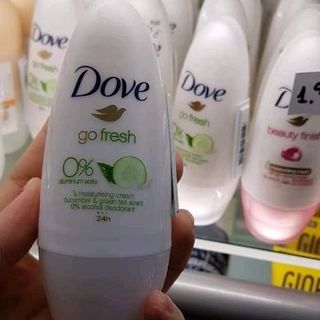 Dove
go fresh
0%
aluminium salts
¼ moisturising cream
cucumber & green tea scent
0% alcohol deodorant
24h
Dove
go fresh
Dove
beauty finish
1.9
GIOR